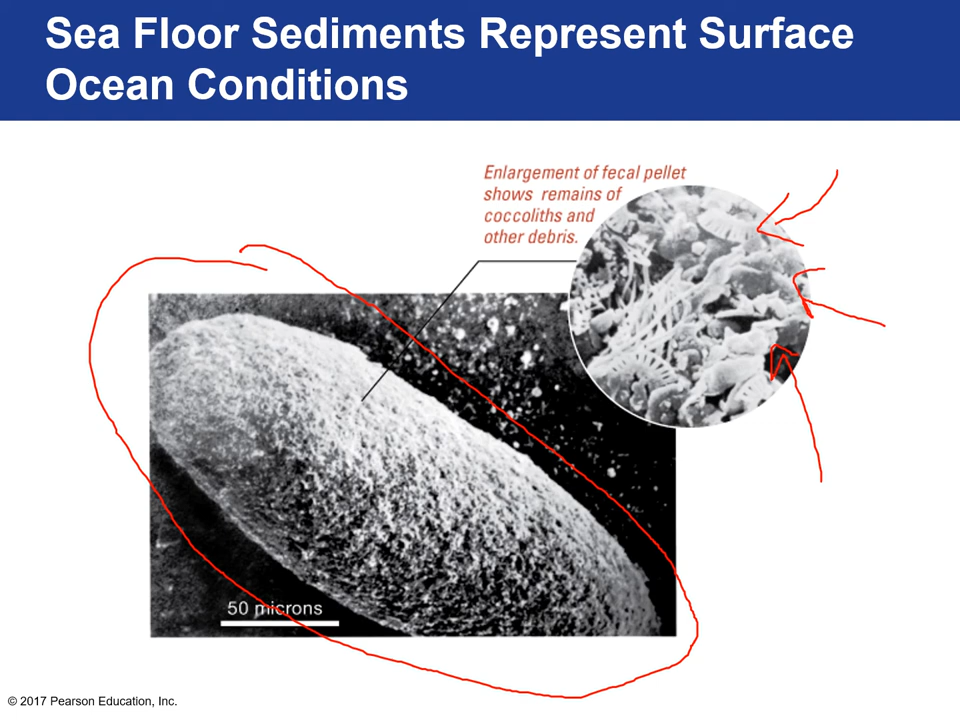 Sea Floor Sediments Represent Surface
Ocean Conditions
Enlargement of fecal pellet
shows remains of
coccoliths and
other debris.
50 microns
© 2017 Pearson Education, Inc.